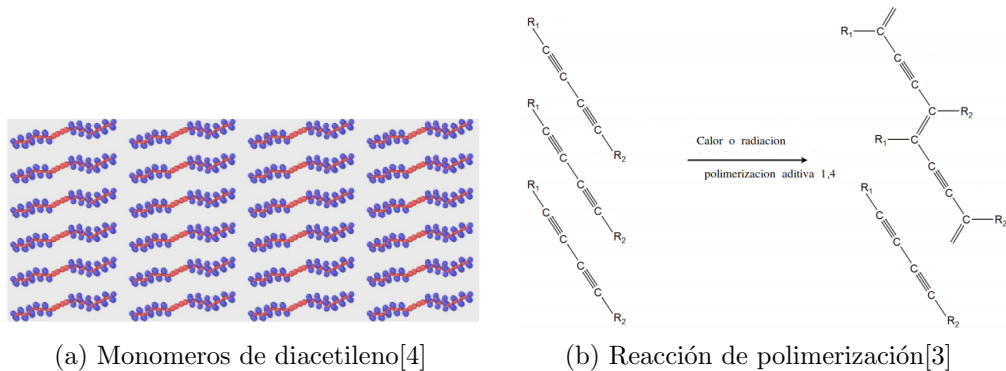 R1
C
C
C
C
R2
R1
C
C
C
C
R2
R1
C
C
C
C
R2
Calor o radiacion
polimerizacion aditiva 1,4
R1
C
C
C
C
R2
R1
C
C
C
C
R2
R1
C
C
C
C
R2
(a) Monomeros de diacetileno[4]
(b) Reacción de polimerización[3]